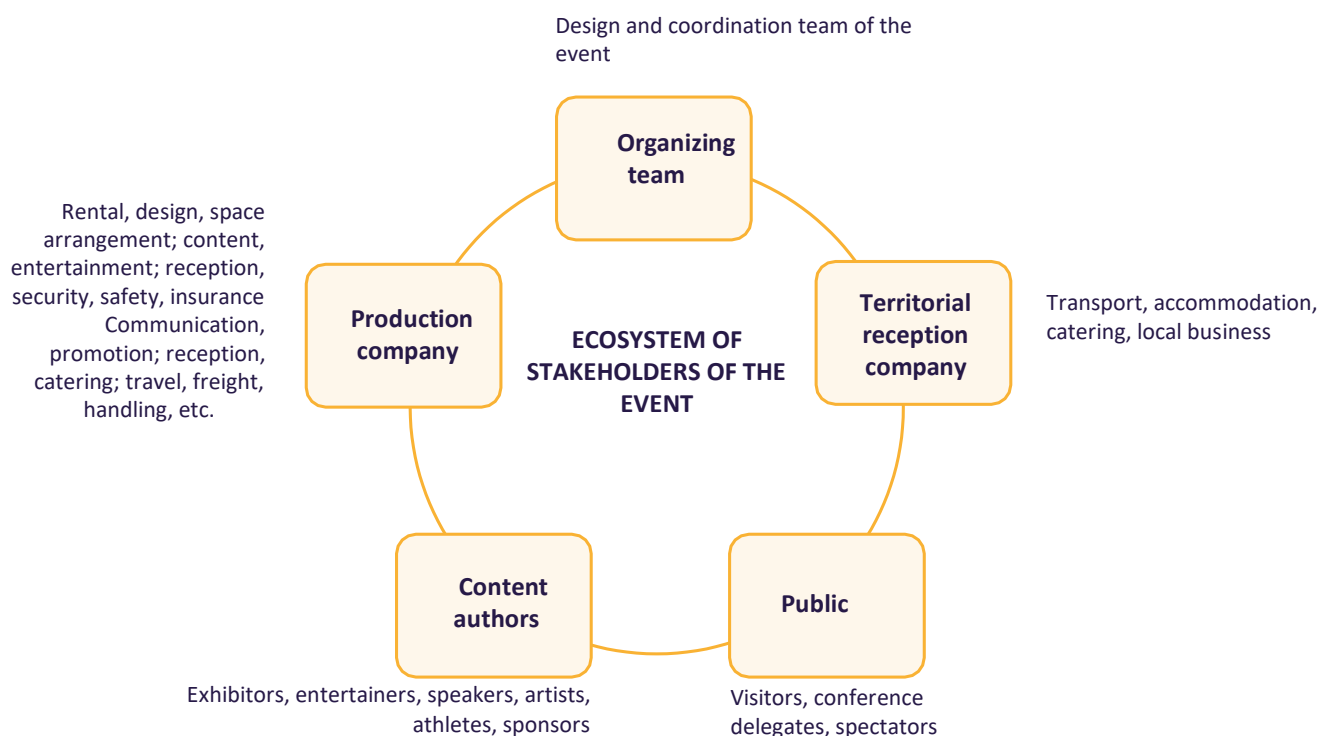 Design and coordination team of the
event
Organizing
team
Rental, design, space
arrangement; content,
entertainment; reception,
security, safety, insurance
Communication,
promotion; reception,
catering; travel, freight,
handling, etc.
Production
company
ECOSYSTEM OF
STAKEHOLDERS OF THE
EVENT
Territorial
reception
company
Transport, accommodation,
catering, local business
Content
authors
Exhibitors, entertainers, speakers, artists,
athletes, sponsors
Public
Visitors, conference
delegates, spectators